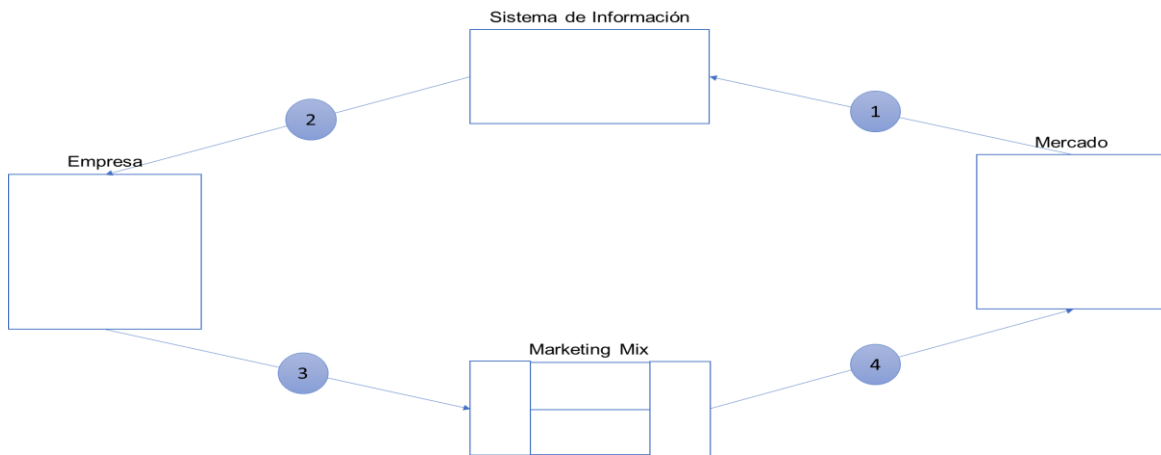 Sistema de Información
1
2
Empresa
Mercado
Marketing Mix
3
4